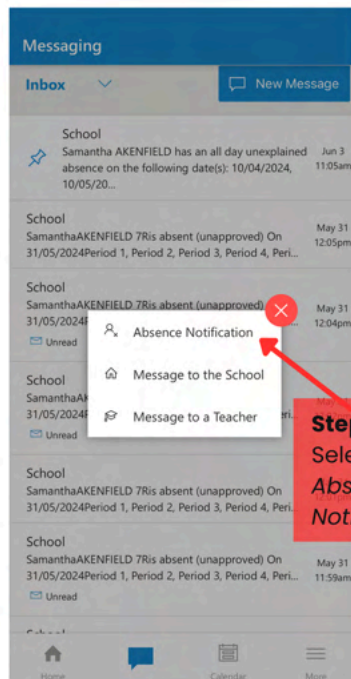 Messaging
Inbox
New Message
School
Samantha AKENFIELD has an all day unexplained
absence on the following date(s): 10/04/2024,
10/05/20...
Jun 3
11:05am
School
SamanthaAKENFIELD 7Ris absent (unapproved) On
31/05/2024Period 1, Period 2, Period 3, Period 4, Peri...
May 31
12:05pm
School
SamanthaAKENFIELD 7Ris absent (unapproved)
31/05/2024
Unread
May 31
12:04pm
Absence Notification
Message to the School
Message to a Teacher
School
31/05/2024
Unread
Step
Sele
Abs
Not
School
SamanthaAKENFIELD 7Ris absent (unapproved) On
31/05/2024Period 1, Period 2, Period 3, Period 4, Peri...
School
SamanthaAKENFIELD 7Ris absent (unapproved) On
31/05/2024Period 1, Period 2, Period 3, Period 4, Peri...
Unread
May 31
11:59am
Home
Calendar
More